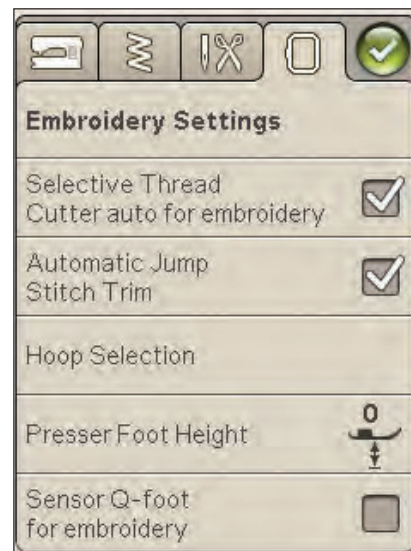 Embroidery Settings
Selective Thread
Cutter auto for embroidery
Automatic Jump
Stitch Trim
Hoop Selection
Presser Foot Height
0
Sensor Q-foot
for embroidery